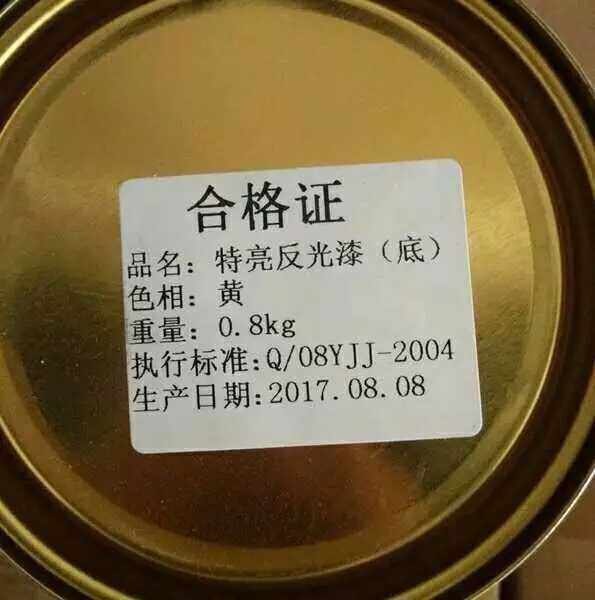 合格证
品名：特亮反光漆（底）
色相：黄
重量：0.8kg
执行标准:Q/08YJJ-2004
生产日期:2017.08.08